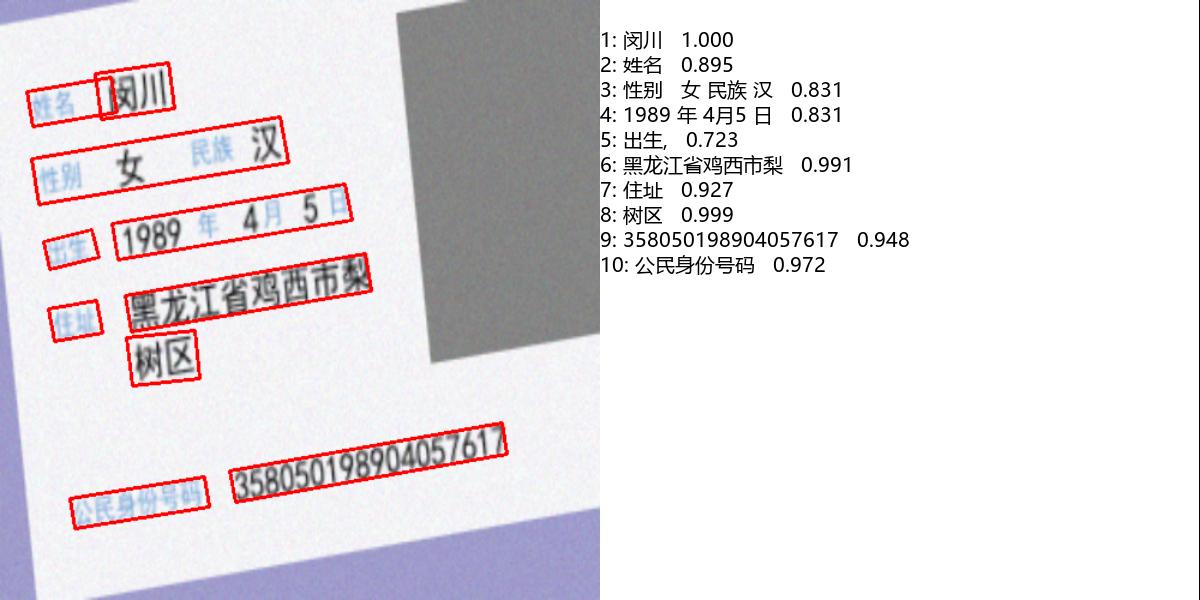 姓名 闵川
性别 女 民族 汉
出生 1989 年 4月 5 日
住址 黑龙江省鸡西市梨
树区
公民身份号码 358050198904057617
1: 闵川 1.000
2: 姓名 0.895
3: 性别 女 民族 汉 0.831
4: 1989 年 4月5 日 0.831
5: 出生, 0.723
6: 黑龙江省鸡西市梨 0.991
7: 住址 0.927
8: 树区 0.999
9: 358050198904057617 0.948
10: 公民身份号码 0.972